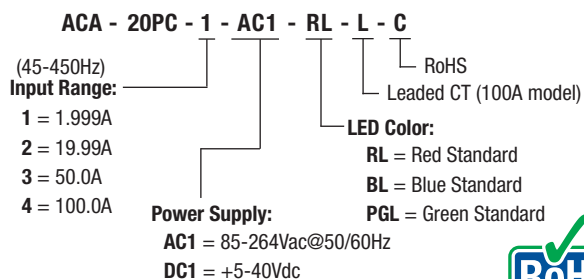 ACA - 20PC - 1 - AC1 - RL - L - C
RoHS
Leaded CT (100A model)
(45-450Hz)
Input Range:
1 = 1.999A
2 = 19.99A
3 = 50.0A
4 = 100.0A
LED Color:
RL = Red Standard
BL = Blue Standard
PGL = Green Standard
Power Supply:
AC1 = 85-264Vac@50/60Hz
DC1 = +5-40Vdc